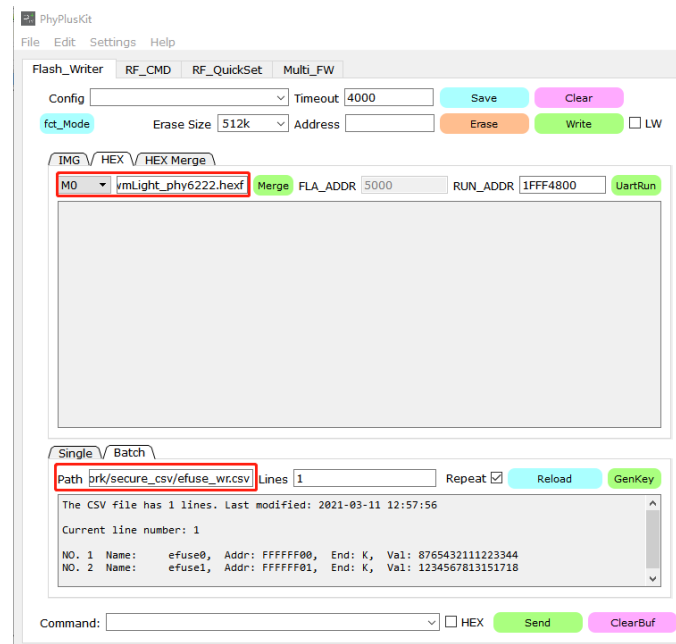 PhyPlusKit
File Edit Settings Help
Flash_Writer RF_CMD RF_QuickSet Multi_FW
Config Timeout 4000 Save Clear
fct_Mode Erase Size 512k Address Erase Write LW
IMG HEX HEX Merge
M0 wmLight_phy6222.hexf Merge FLA_ADDR 5000 RUN_ADDR 1FFF4800 UartRun
Single Batch
Path ork/secure_csv/efuse_wr.csv Lines 1 Repeat Reload GenKey
The CSV file has 1 lines. Last modified: 2021-03-11 12:57:56
Current line number: 1
NO. 1 Name: efuse0, Addr: FFFFFF00, End: K, Val: 8765432111223344
NO. 2 Name: efuse1, Addr: FFFFFF01, End: K, Val: 1234567813151718
Command: HEX Send ClearBuf